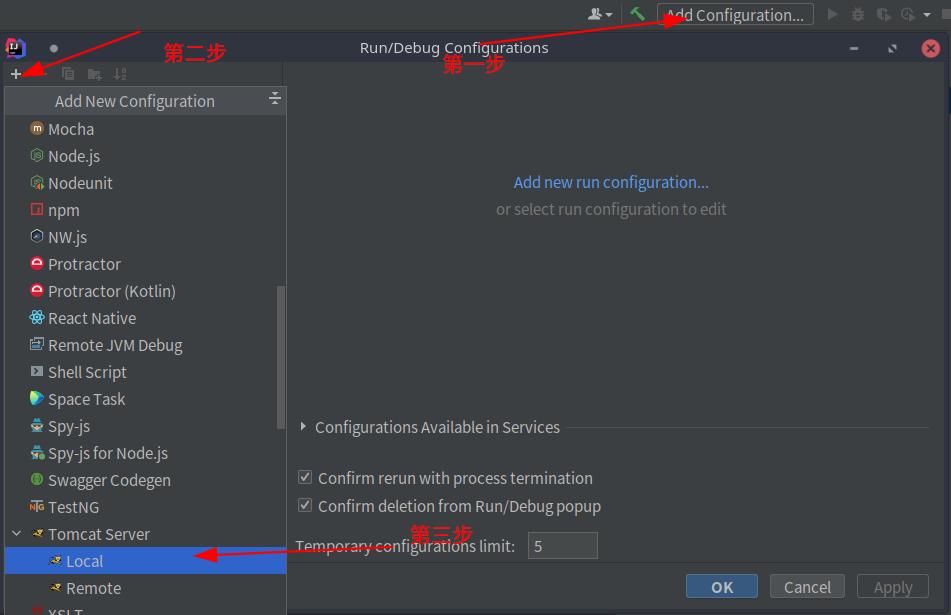 Add Configuration...
Run/Debug Configurations
第二步
第一步
Add New Configuration
Mocha
Node.js
Nodeunit
npm
NW.js
Protractor
Protractor (Kotlin)
React Native
Remote JVM Debug
Shell Script
Space Task
Spy-js
Spy-js for Node.js
Swagger Codegen
TestNG
Tomcat Server
Local
Remote
XSLT
Add new run configuration...
or select run configuration to edit
Configurations Available in Services
Confirm rerun with process termination
Confirm deletion from Run/Debug popup
第三步
Temporary configurations limit: 5
OK Cancel Apply